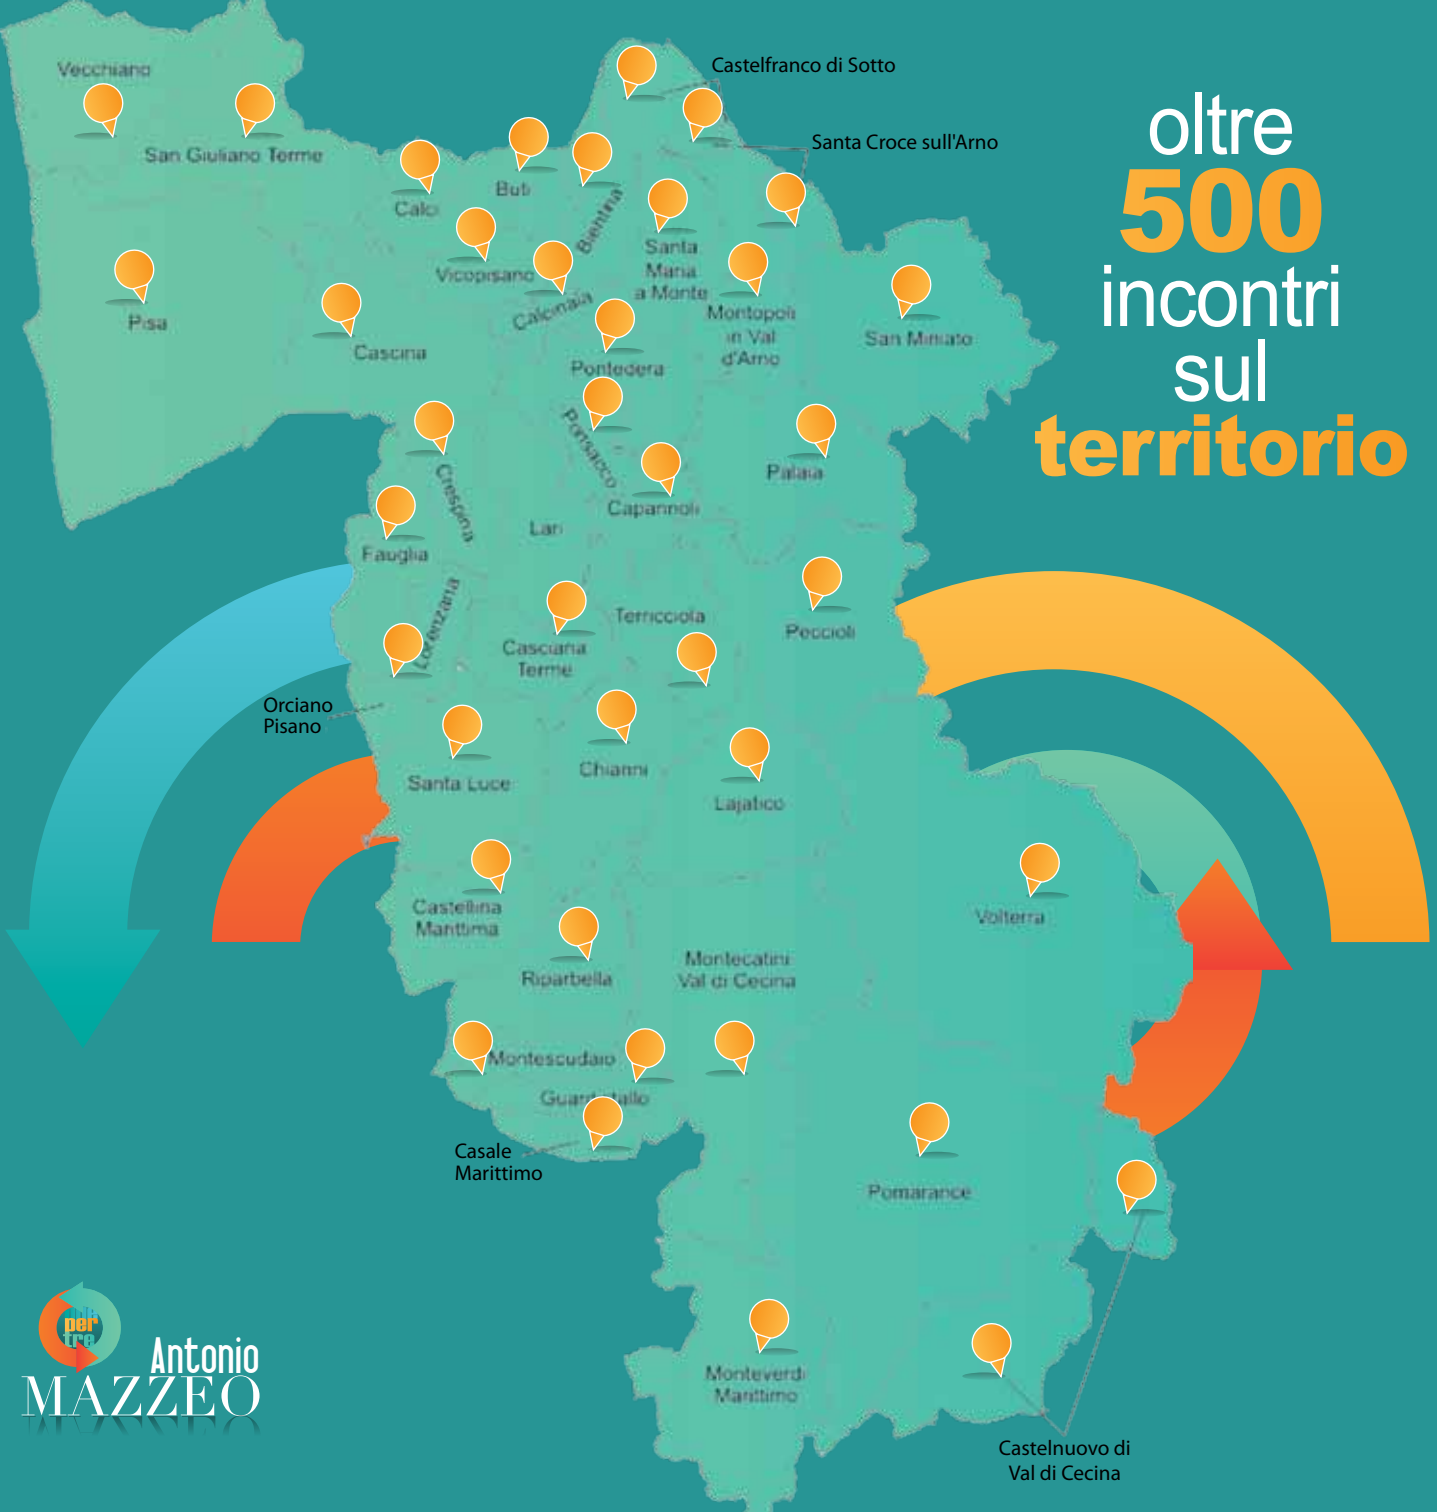 Castelfranco di Sotto
Vecchiano
oltre
500
incontri
sul
territorio
Santa Croce sull'Arno
San Giuliano Terme
Buti
Calci
Bientina
Santa
Maria
a Monte
Vicopisano
Calcinaia
Montopoli
in Val
d'Arno
Pisa
San Miniato
Cascina
Pontedera
Ponsacco
Palaia
Crespina
Capannoli
Lari
Fauglia
Lorenzana
Terricciola
Peccioli
Casciana
Terme
Orciano
Pisano
Chianni
Santa Luce
Lajatico
Castellina
Marittima
Volterra
Montecatini
Val di Cecina
Riparbella
Montescudaio
Casale
Marittimo
Pomarance
Monteverdi
Marittimo
Castelnuovo di
Val di Cecina
per
tre
Antonio
MAZZEO